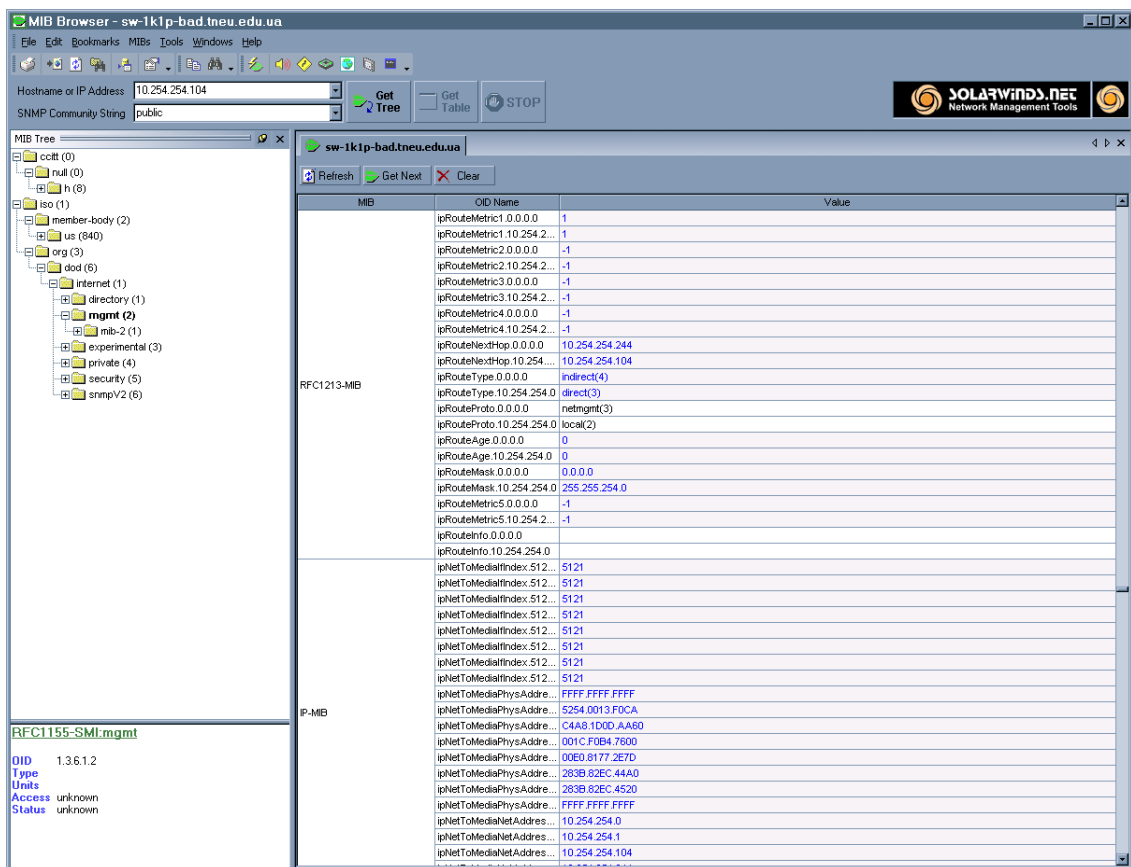 MIB Browser - sw-1k1p-bad.tneu.edu.ua
File Edit Bookmarks MIBs Tools Windows Help
Hostname or IP Address 10.254.254.104
SNMP Community String public
Get Tree
Get Table
STOP
SOLARWINDS.NET
Network Management Tools
MIB Tree
ccitt (0)
null (0)
h (8)
iso (1)
member-body (2)
us (840)
org (3)
dod (6)
internet (1)
directory (1)
mgmt (2)
mib-2 (1)
experimental (3)
private (4)
security (5)
snmpV2 (6)
RFC1155-SMI:mgmt
OID 1.3.6.1.2
Type
Units
Access unknown
Status unknown
sw-1k1p-bad.tneu.edu.ua
Refresh Get Next Clear
MIB OID Name Value
RFC1213-MIB
ipRouteMetric1.0.0.0.0 1
ipRouteMetric1.10.254.2... 1
ipRouteMetric2.0.0.0.0 -1
ipRouteMetric2.10.254.2... -1
ipRouteMetric3.0.0.0.0 -1
ipRouteMetric3.10.254.2... -1
ipRouteMetric4.0.0.0.0 -1
ipRouteMetric4.10.254.2... -1
ipRouteNextHop.0.0.0.0 10.254.254.244
ipRouteNextHop.10.254.... 10.254.254.104
ipRouteType.0.0.0.0 indirect(4)
ipRouteType.10.254.254.0 direct(3)
ipRouteProto.0.0.0.0 netmgmt(3)
ipRouteProto.10.254.254.0 local(2)
ipRouteAge.0.0.0.0 0
ipRouteAge.10.254.254.0 0
ipRouteMask.0.0.0.0 0.0.0.0
ipRouteMask.10.254.254.0 255.255.254.0
ipRouteMetric5.0.0.0.0 -1
ipRouteMetric5.10.254.2... -1
ipRouteInfo.0.0.0.0
ipRouteInfo.10.254.254.0
IP-MIB
ipNetToMediaIfIndex.512... 5121
ipNetToMediaIfIndex.512... 5121
ipNetToMediaIfIndex.512... 5121
ipNetToMediaIfIndex.512... 5121
ipNetToMediaIfIndex.512... 5121
ipNetToMediaIfIndex.512... 5121
ipNetToMediaIfIndex.512... 5121
ipNetToMediaIfIndex.512... 5121
ipNetToMediaPhysAddre... FFFF.FFFF.FFFF
ipNetToMediaPhysAddre... 5254.0013.F0CA
ipNetToMediaPhysAddre... C4A8.1D0D.AA60
ipNetToMediaPhysAddre... 001C.F0B4.7600
ipNetToMediaPhysAddre... 00E0.8177.2E7D
ipNetToMediaPhysAddre... 283B.82EC.44A0
ipNetToMediaPhysAddre... 283B.82EC.4520
ipNetToMediaPhysAddre... FFFF.FFFF.FFFF
ipNetToMediaNetAddres... 10.254.254.0
ipNetToMediaNetAddres... 10.254.254.1
ipNetToMediaNetAddres... 10.254.254.104